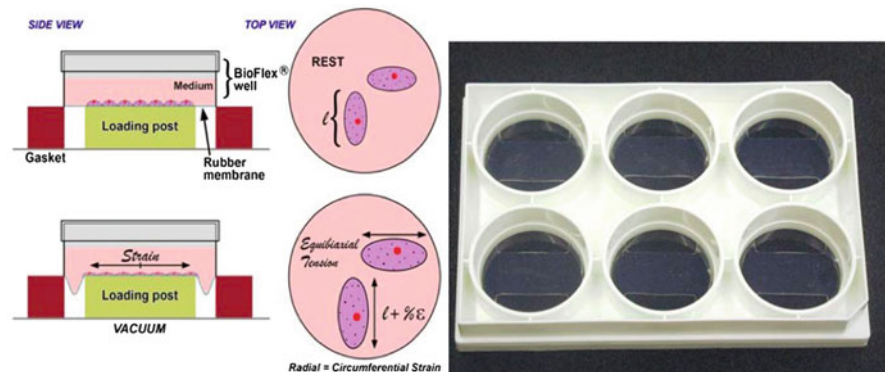 SIDE VIEW
TOP VIEW
BioFlex®
well
Medium
Loading post
Gasket
Rubber
membrane
REST
ℓ
Strain
Loading post
VACUUM
Equibiaxial
Tension
ℓ + %ε
Radial = Circumferential Strain